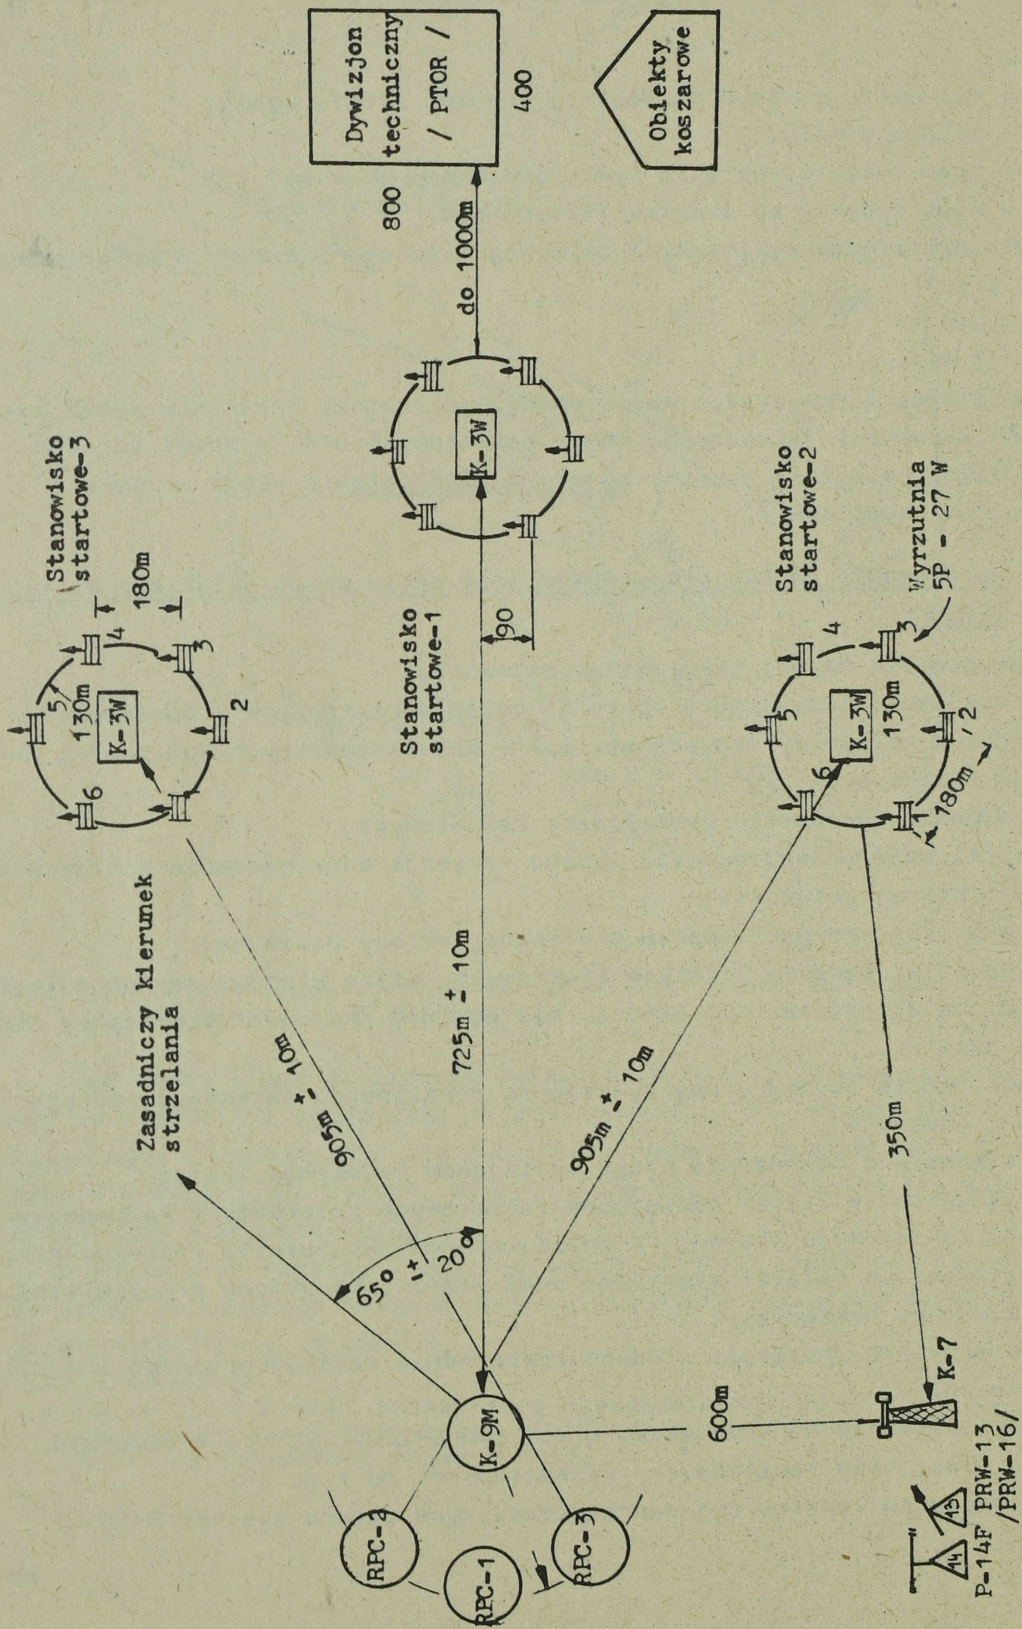 Dywizjon
techniczny
/ PTOR /
400
Obiekty
koszarowe
800
do 1000m
K-3W
Stanowisko
startowe-1
90
725m ± 10m
Stanowisko
startowe-3
180m
4
3
5
130m
K-3W
2
6
1
Zasadniczy kierunek
strzelania
905m ± 10m
65° ± 20°
Stanowisko
startowe-2
Wyrzutnia
5P - 27 W
4
3
5
K-3W
130m
2
6
1
180m
905m ± 10m
350m
K-9M
600m
K-7
RPC-2
RPC-1
RPC-3
14
13
P-14F PRW-13
/PRW-16/